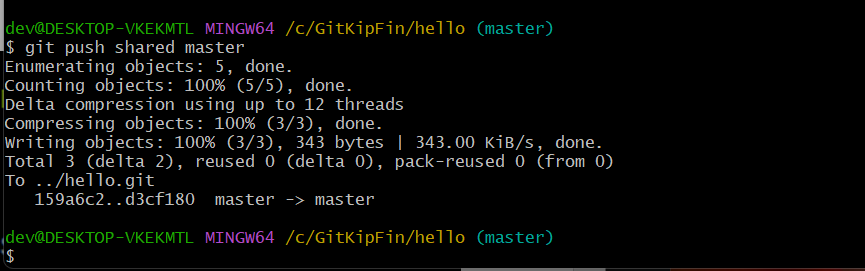 dev@DESKTOP-VKEKMTL MINGW64 /c/GitKipFin/hello (master)
$ git push shared master
Enumerating objects: 5, done.
Counting objects: 100% (5/5), done.
Delta compression using up to 12 threads
Compressing objects: 100% (3/3), done.
Writing objects: 100% (3/3), 343 bytes | 343.00 KiB/s, done.
Total 3 (delta 2), reused 0 (delta 0), pack-reused 0 (from 0)
To ../hello.git
   159a6c2..d3cf180  master -> master

dev@DESKTOP-VKEKMTL MINGW64 /c/GitKipFin/hello (master)
$